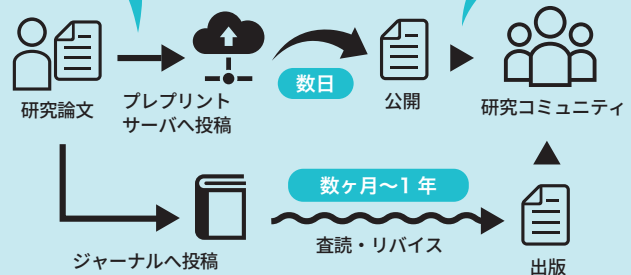 数日
研究論文
プレプリント
サーバへ投稿
公開
研究コミュニティ
数ヶ月〜1年
査読・リバイス
ジャーナルへ投稿
出版